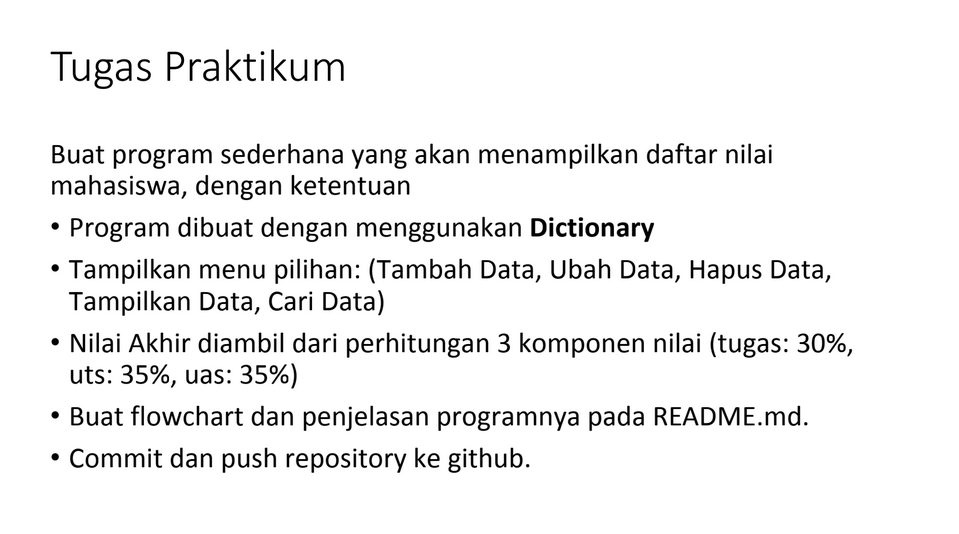 Tugas Praktikum
Buat program sederhana yang akan menampilkan daftar nilai
mahasiswa, dengan ketentuan
• Program dibuat dengan menggunakan Dictionary
• Tampilkan menu pilihan: (Tambah Data, Ubah Data, Hapus Data,
Tampilkan Data, Cari Data)
• Nilai Akhir diambil dari perhitungan 3 komponen nilai (tugas: 30%,
uts: 35%, uas: 35%)
• Buat flowchart dan penjelasan programnya pada README.md.
• Commit dan push repository ke github.